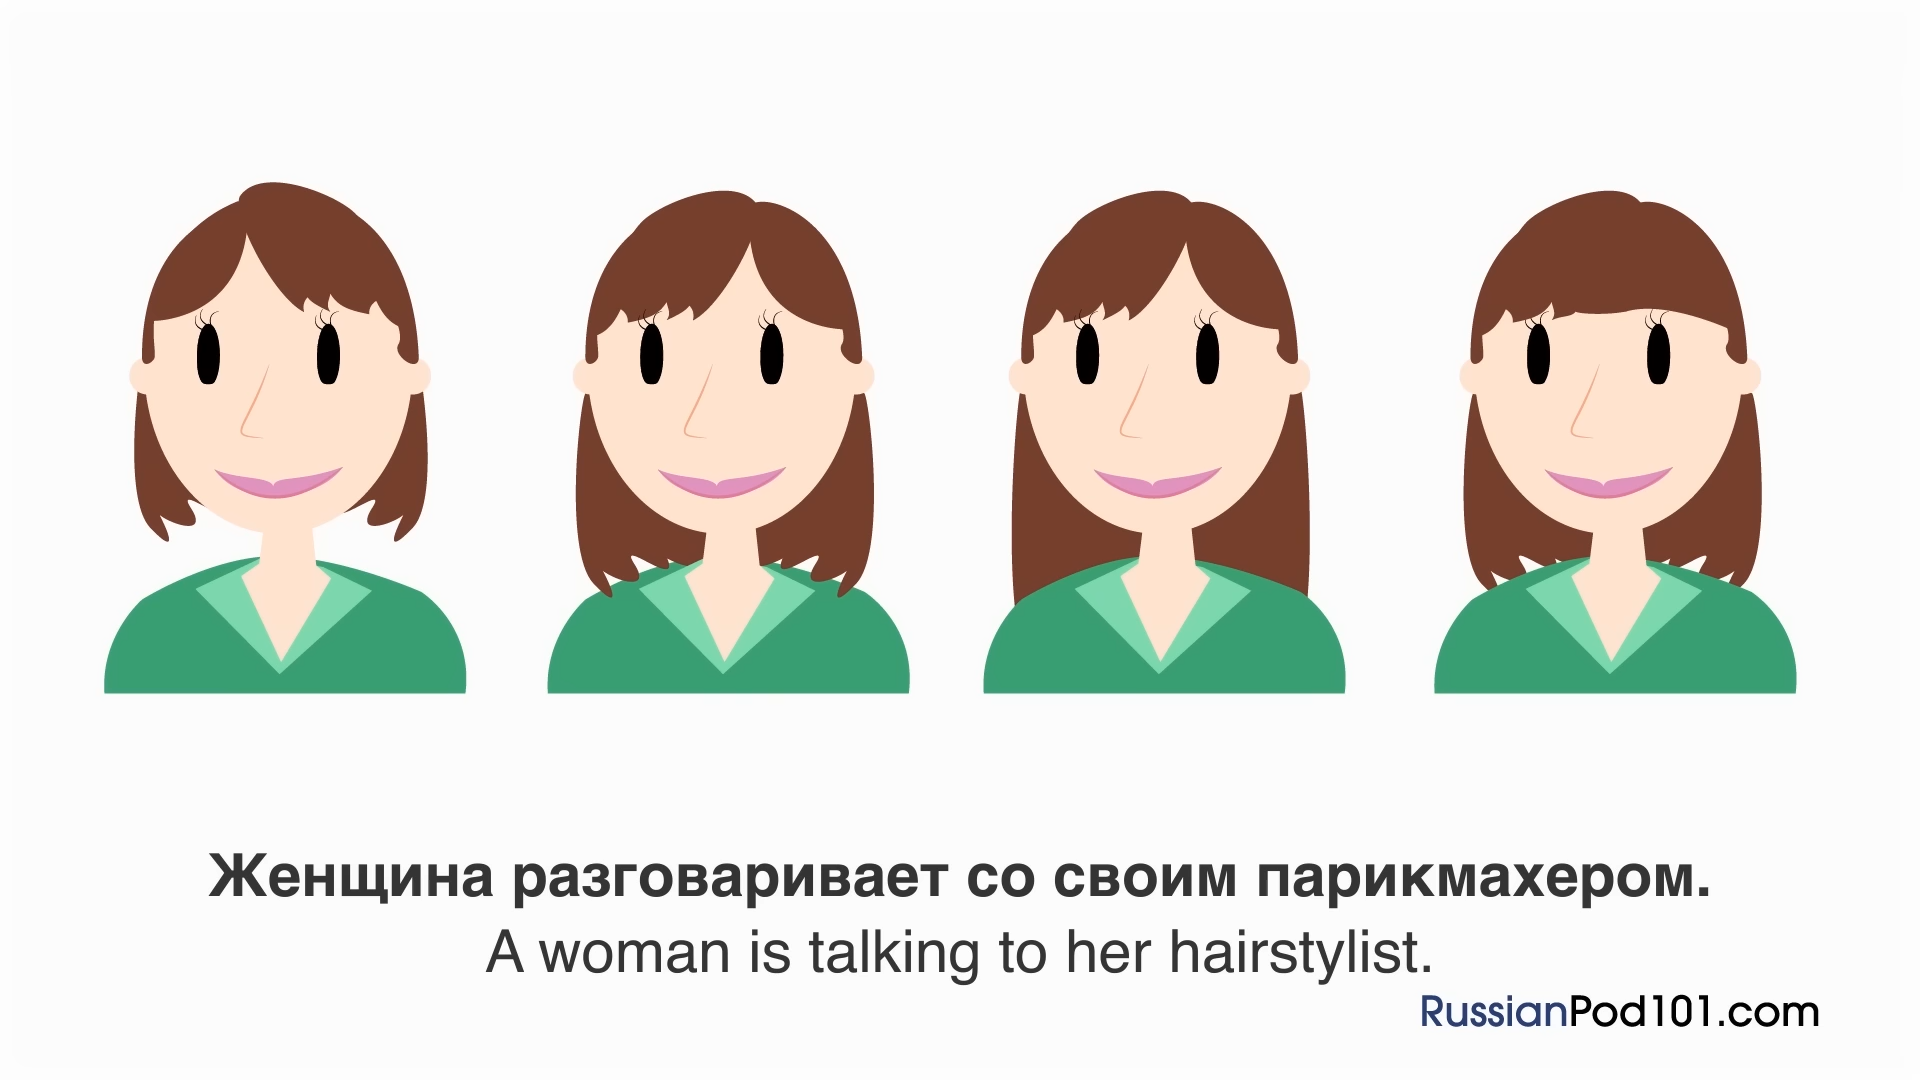 Женщина разговаривает со своим парикмахером.
A woman is talking to her hairstylist.
RussianPod101.com